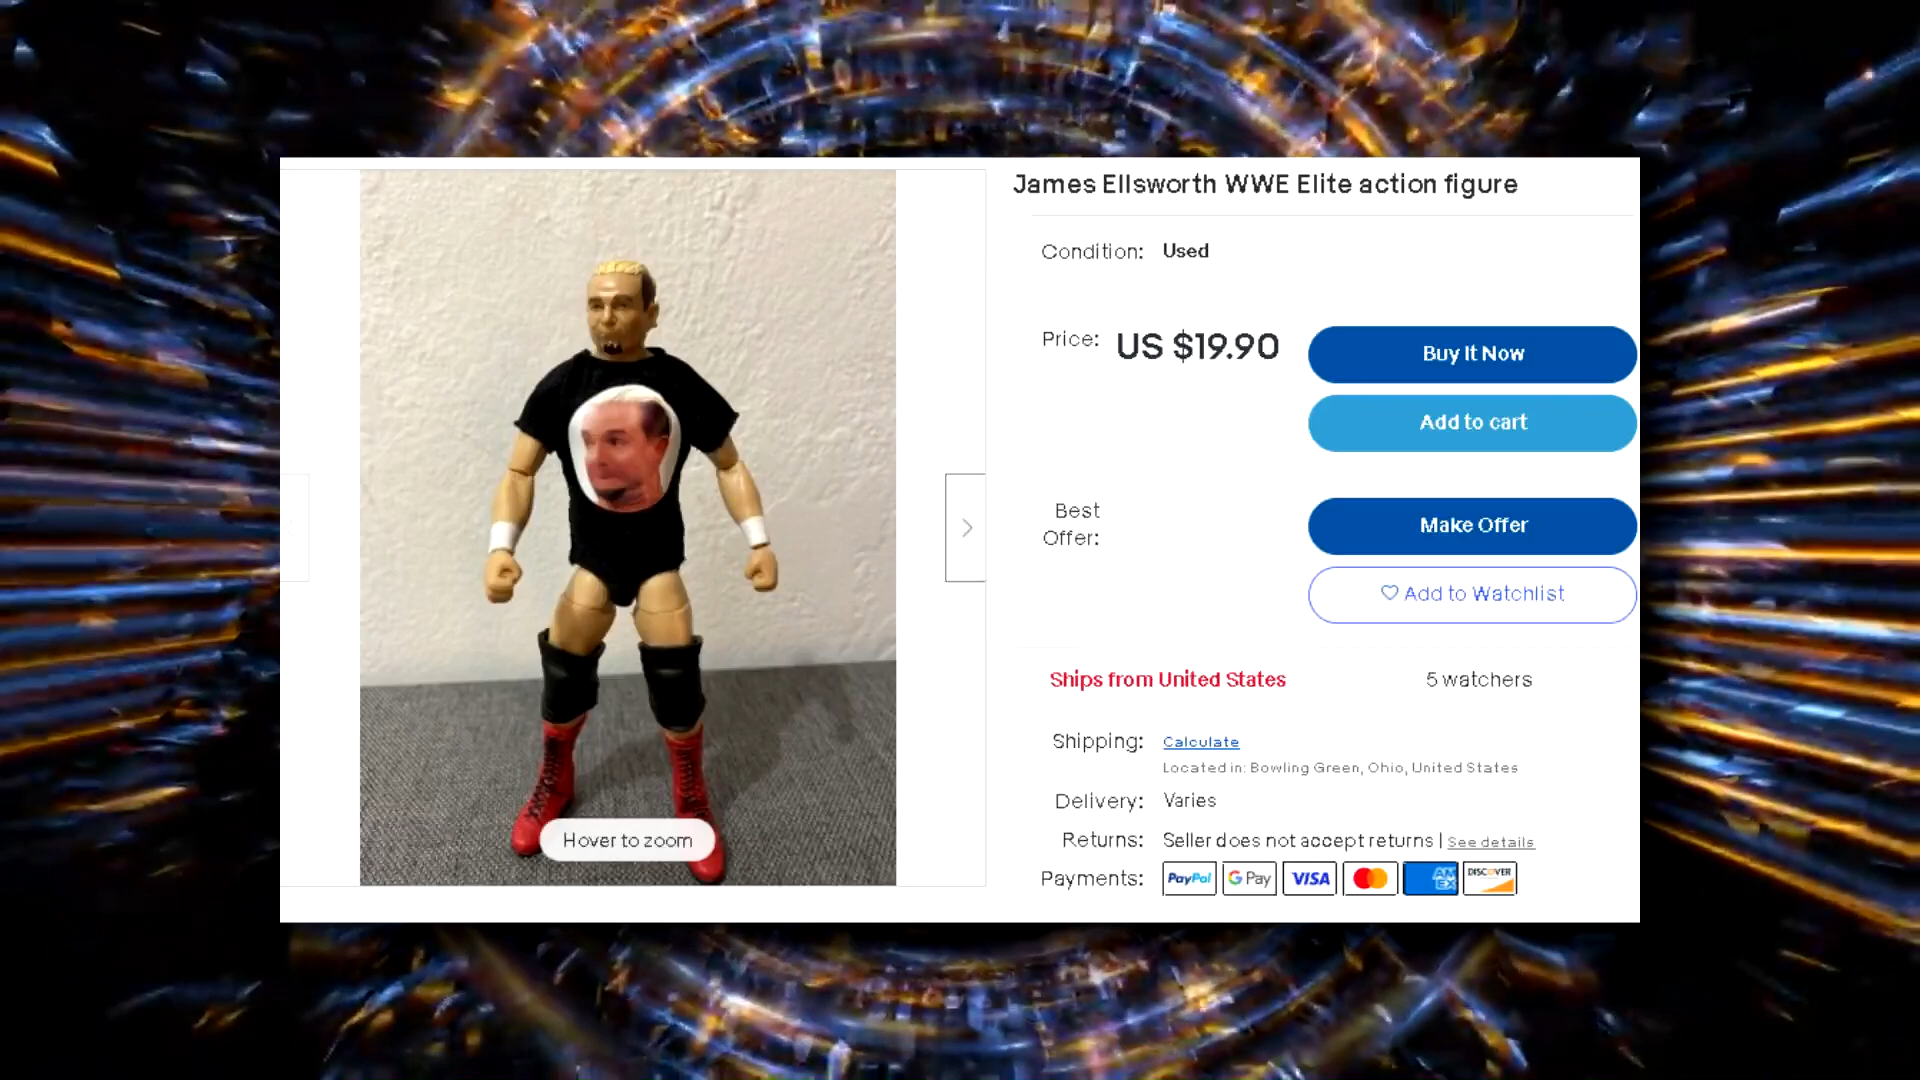 James Ellsworth WWE Elite action figure
Condition: Used
Price: US $19.90
Buy It Now
Add to cart
Best
Offer:
Make Offer
Add to Watchlist
Ships from United States
5 watchers
Shipping: Calculate
Located in: Bowling Green, Ohio, United States
Delivery: Varies
Returns: Seller does not accept returns | See details
Payments: PayPal G Pay VISA AM EX DISCOVER
Hover to zoom